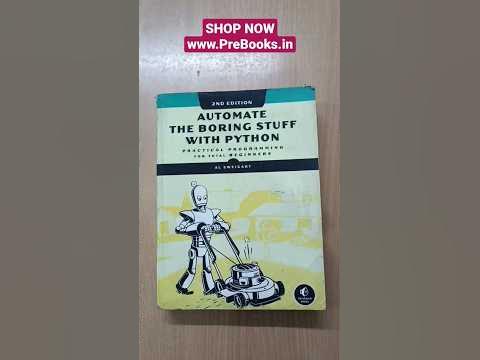 SHOP NOW
www.PreBooks.in
2ND EDITION
AUTOMATE
THE BORING STUFF
WITH PYTHON
PRACTICAL PROGRAMMING
FOR TOTAL BEGINNERS
AL SWEIGART